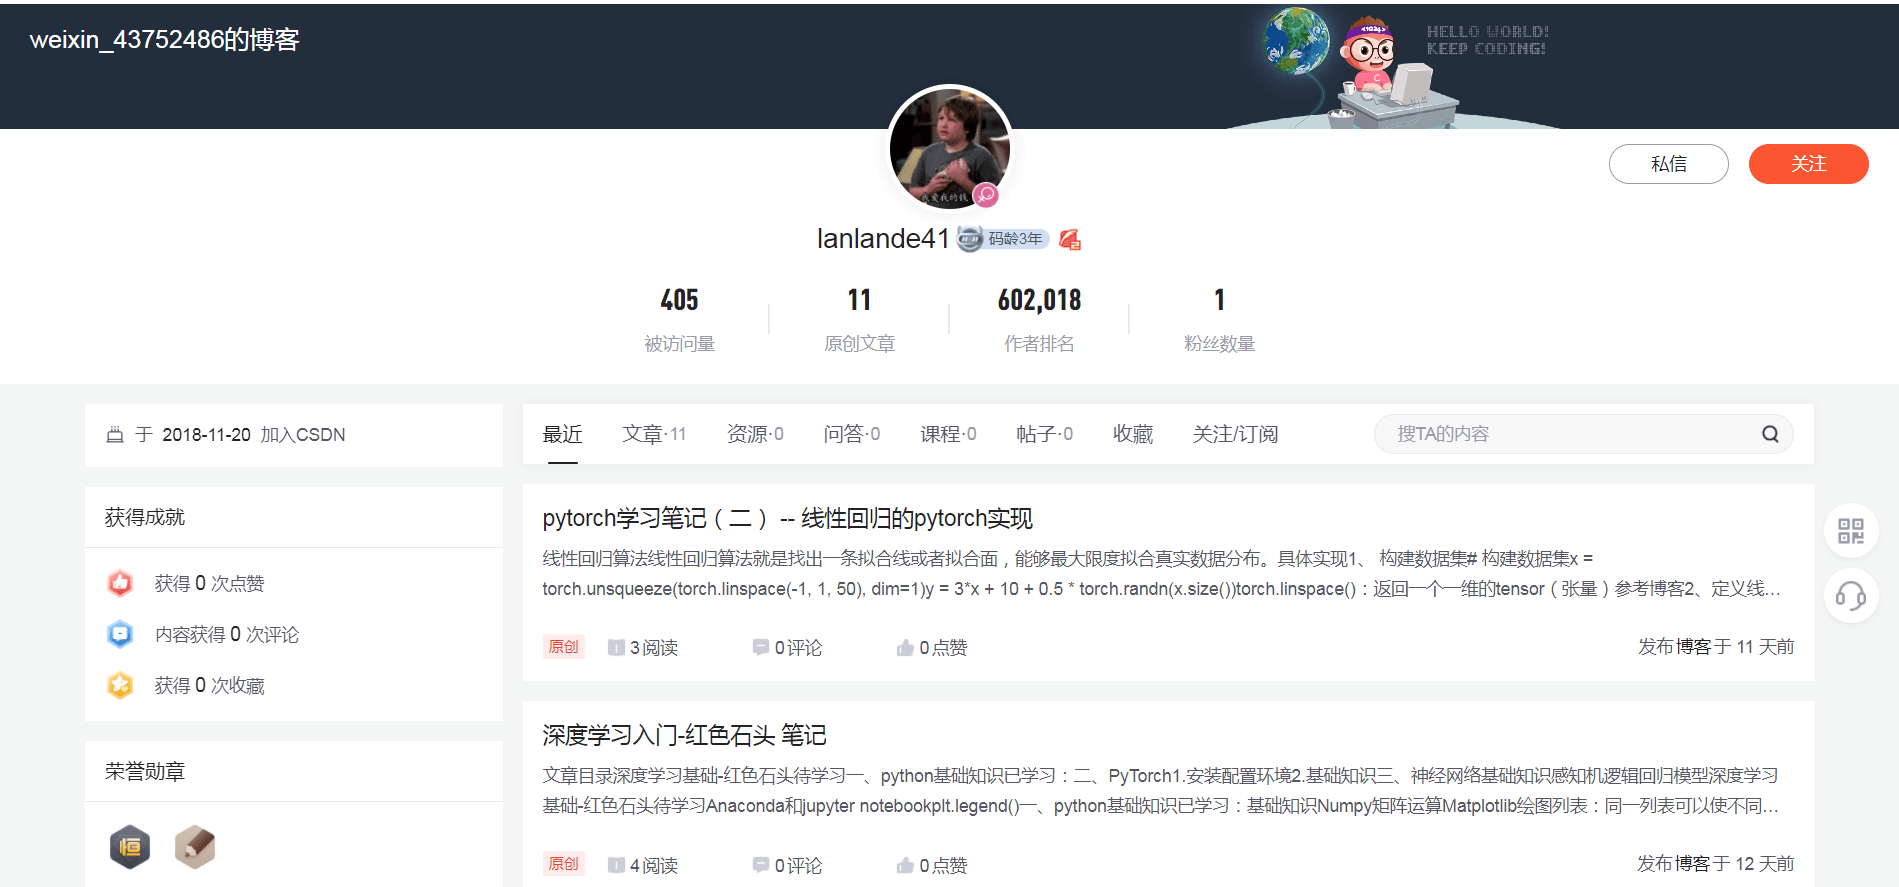 weixin_43752486的博客
HELLO WORLD!
KEEP CODING!
<1024>
C
我爱我的钱
私信
关注
lanlande41 码龄3年
405 11 602,018 1
被访问量 原创文章 作者排名 粉丝数量
于 2018-11-20 加入CSDN
最近 文章·11 资源·0 问答·0 课程·0 帖子·0 收藏 关注/订阅 搜TA的内容
获得成就
获得 0 次点赞
内容获得 0 次评论
获得 0 次收藏
荣誉勋章
pytorch学习笔记（二） -- 线性回归的pytorch实现
线性回归算法线性回归算法就是找出一条拟合线或者拟合面，能够最大限度拟合真实数据分布。具体实现1、 构建数据集# 构建数据集x =
torch.unsqueeze(torch.linspace(-1, 1, 50), dim=1)y = 3*x + 10 + 0.5 * torch.randn(x.size())torch.linspace()：返回一个一维的tensor（张量）参考博客2、定义线…
原创 3阅读 0评论 0点赞 发布博客于 11 天前
深度学习入门-红色石头 笔记
文章目录深度学习基础-红色石头待学习一、python基础知识已学习：二、PyTorch1.安装配置环境2.基础知识三、神经网络基础知识感知机逻辑回归模型深度学习
基础-红色石头待学习Anaconda和jupyter notebookplt.legend()一、python基础知识已学习：基础知识Numpy矩阵运算Matplotlib绘图列表：同一列表可以使不同…
原创 4阅读 0评论 0点赞 发布博客于 12 天前